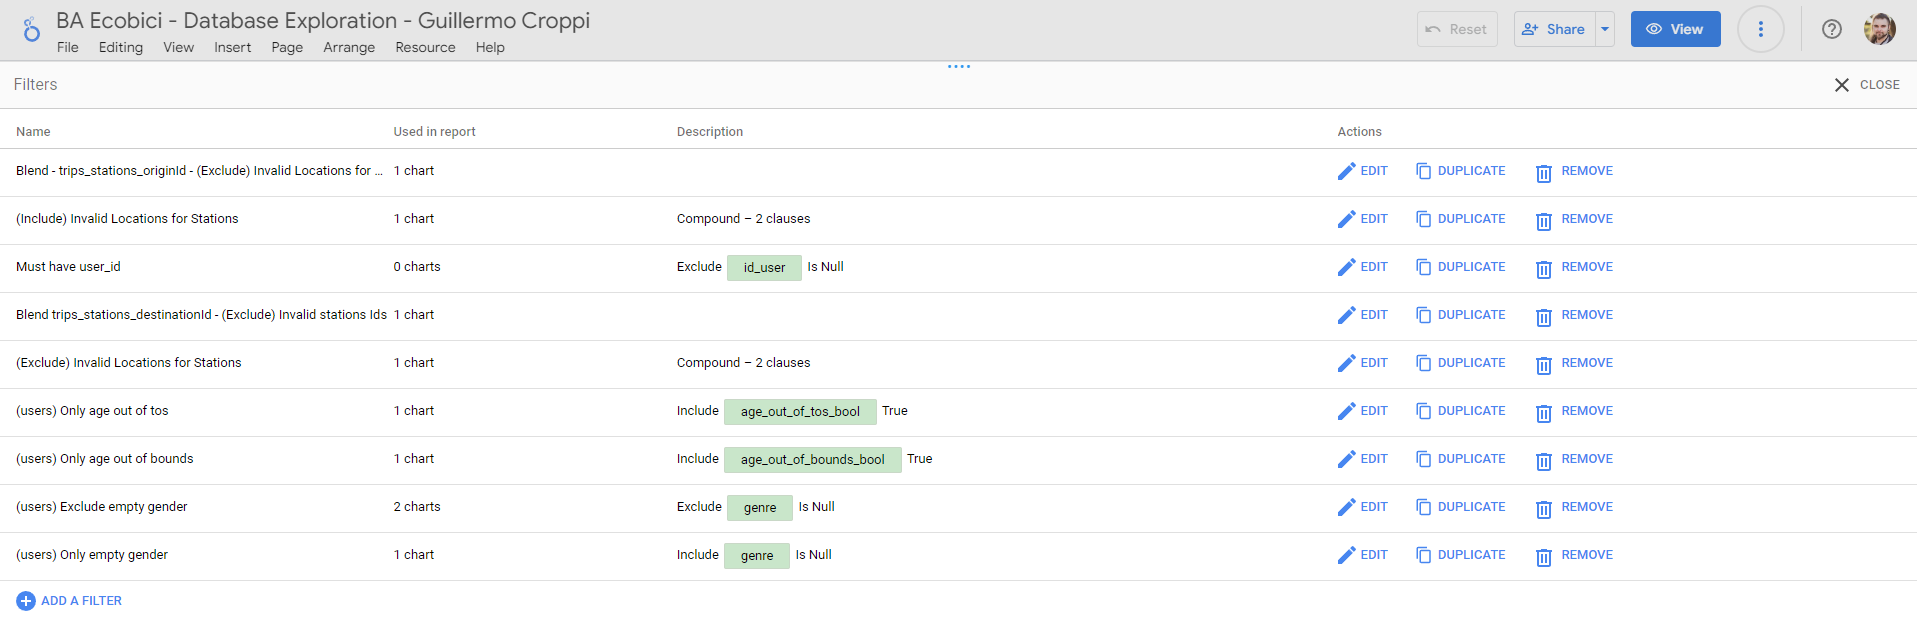 BA Ecobici - Database Exploration - Guillermo Croppi
File Editing View Insert Page Arrange Resource Help
Reset Share View
Filters
CLOSE
Name Used in report Description Actions
Blend - trips_stations_originId - (Exclude) Invalid Locations for ... 1 chart EDIT DUPLICATE REMOVE
(Include) Invalid Locations for Stations 1 chart Compound – 2 clauses EDIT DUPLICATE REMOVE
Must have user_id 0 charts Exclude id_user Is Null EDIT DUPLICATE REMOVE
Blend trips_stations_destinationId - (Exclude) Invalid stations Ids 1 chart EDIT DUPLICATE REMOVE
(Exclude) Invalid Locations for Stations 1 chart Compound – 2 clauses EDIT DUPLICATE REMOVE
(users) Only age out of tos 1 chart Include age_out_of_tos_bool True EDIT DUPLICATE REMOVE
(users) Only age out of bounds 1 chart Include age_out_of_bounds_bool True EDIT DUPLICATE REMOVE
(users) Exclude empty gender 2 charts Exclude genre Is Null EDIT DUPLICATE REMOVE
(users) Only empty gender 1 chart Include genre Is Null EDIT DUPLICATE REMOVE
ADD A FILTER